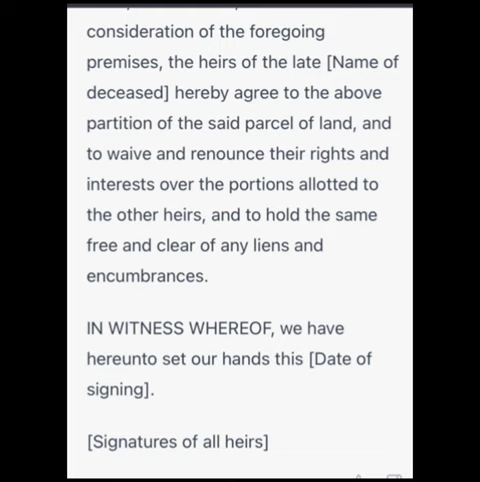 consideration of the foregoing
premises, the heirs of the late [Name of
deceased] hereby agree to the above
partition of the said parcel of land, and
to waive and renounce their rights and
interests over the portions allotted to
the other heirs, and to hold the same
free and clear of any liens and
encumbrances.
IN WITNESS WHEREOF, we have
hereunto set our hands this [Date of
signing].
[Signatures of all heirs]